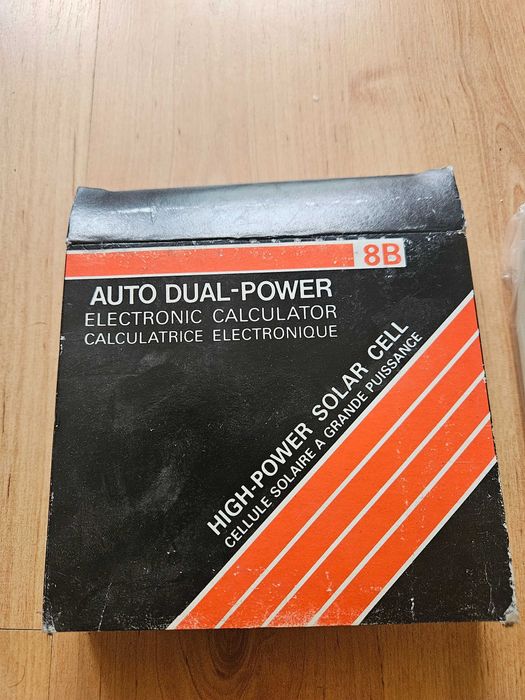 8B
AUTO DUAL-POWER
ELECTRONIC CALCULATOR
CALCULATRICE ELECTRONIQUE
HIGH-POWER SOLAR CELL
CELLULE SOLAIRE A GRANDE PUISSANCE